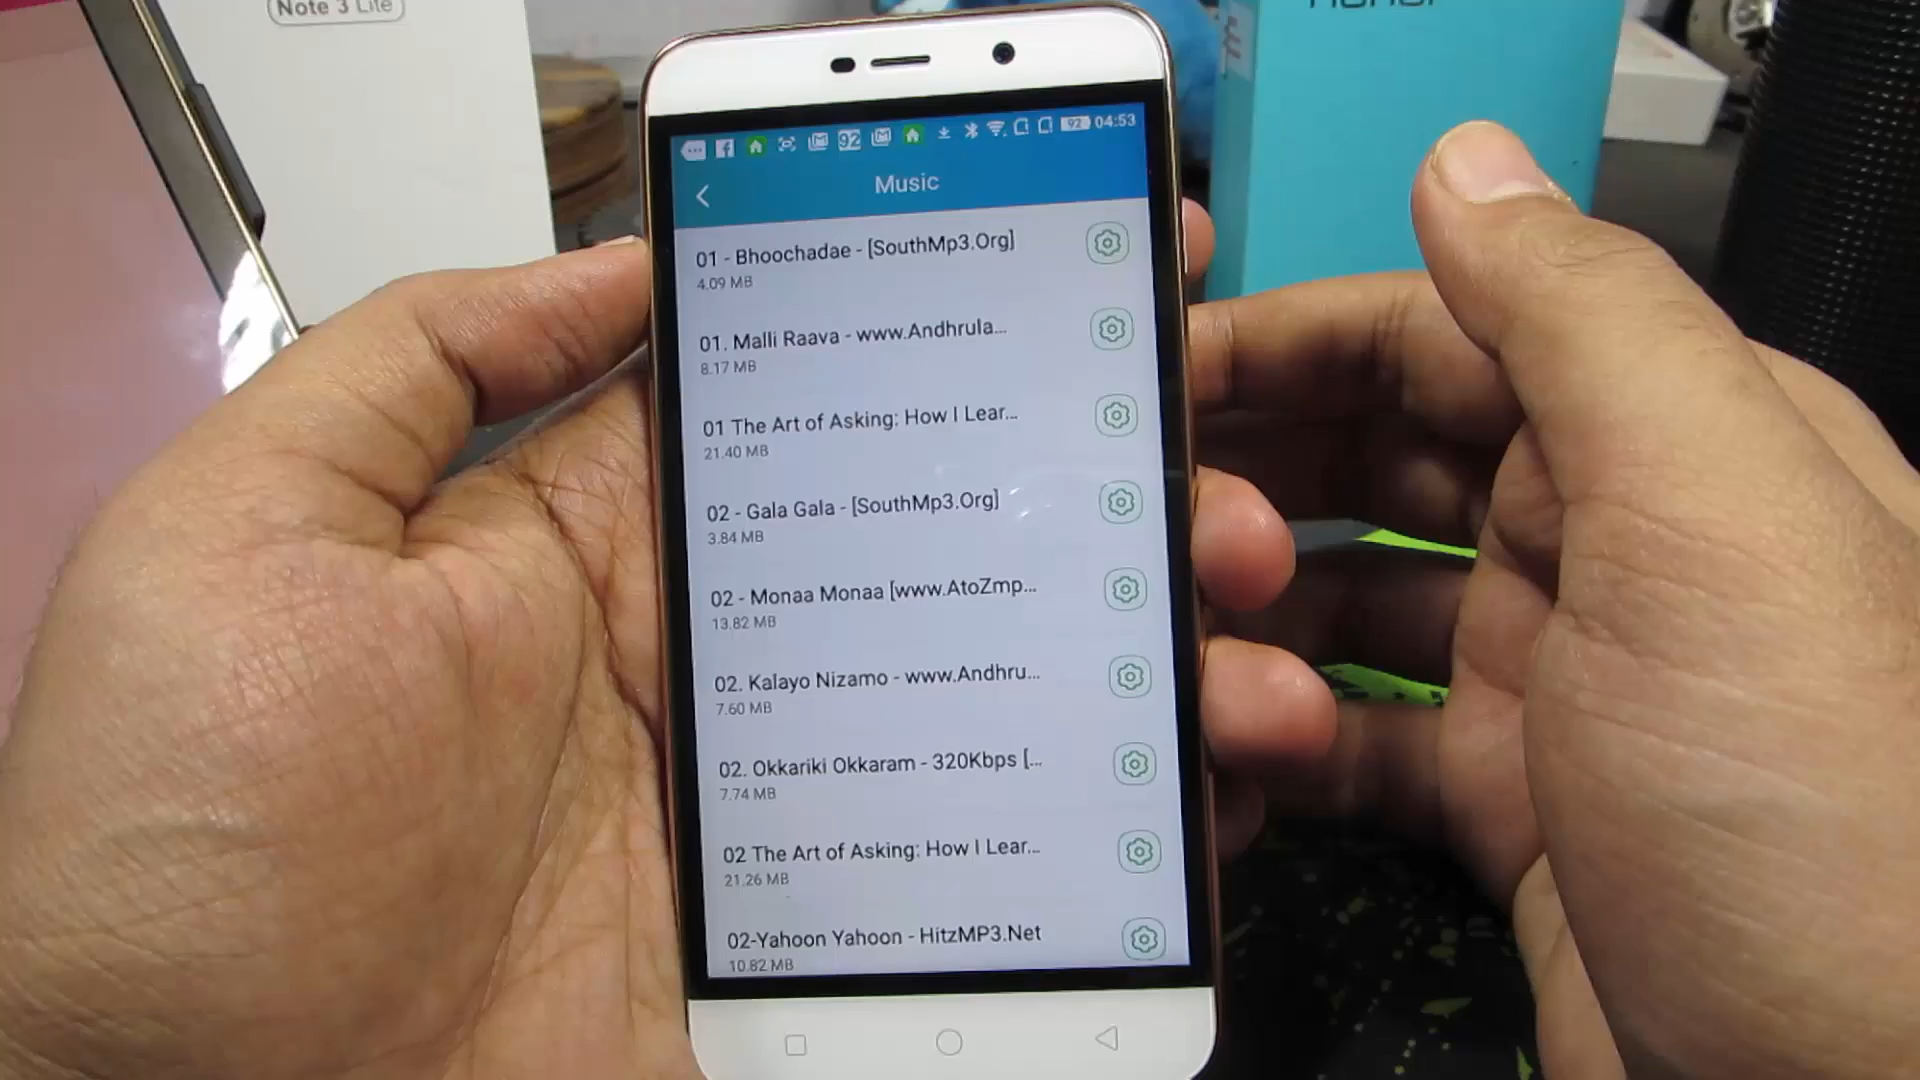 Note 3 Lite
honor
92
92 04:53
Music
01 - Bhoochadae - [SouthMp3.Org]
4.09 MB
01. Malli Raava - www.Andhrula...
8.17 MB
01 The Art of Asking: How I Lear...
21.40 MB
02 - Gala Gala - [SouthMp3.Org]
3.84 MB
02 - Monaa Monaa [www.AtoZmp...
13.82 MB
02. Kalayo Nizamo - www.Andhru...
7.60 MB
02. Okkariki Okkaram - 320Kbps [...
7.74 MB
02 The Art of Asking: How I Lear...
21.26 MB
02-Yahoon Yahoon - HitzMP3.Net
10.82 MB